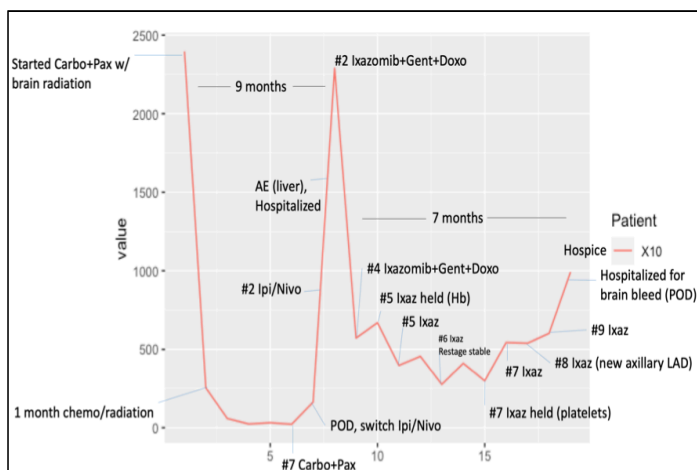 2500
#2 Ixazomib+Gent+Doxo
Started Carbo+Pax w/
brain radiation
9 months
2000
AE (liver),
Hospitalized
1500
7 months
Patient
Hospice
X10
value
1000
#4 Ixazomib+Gent+Doxo
Hospitalized for
brain bleed (POD)
#2 Ipi/Nivo
#5 Ixaz held (Hb)
#5 Ixaz
#6 Ixaz
Restage stable
#9 Ixaz
500
#7 Ixaz
#8 Ixaz (new axillary LAD)
1 month chemo/radiation
POD, switch Ipi/Nivo
#7 Ixaz held (platelets)
0
5
10
15
#7 Carbo+Pax